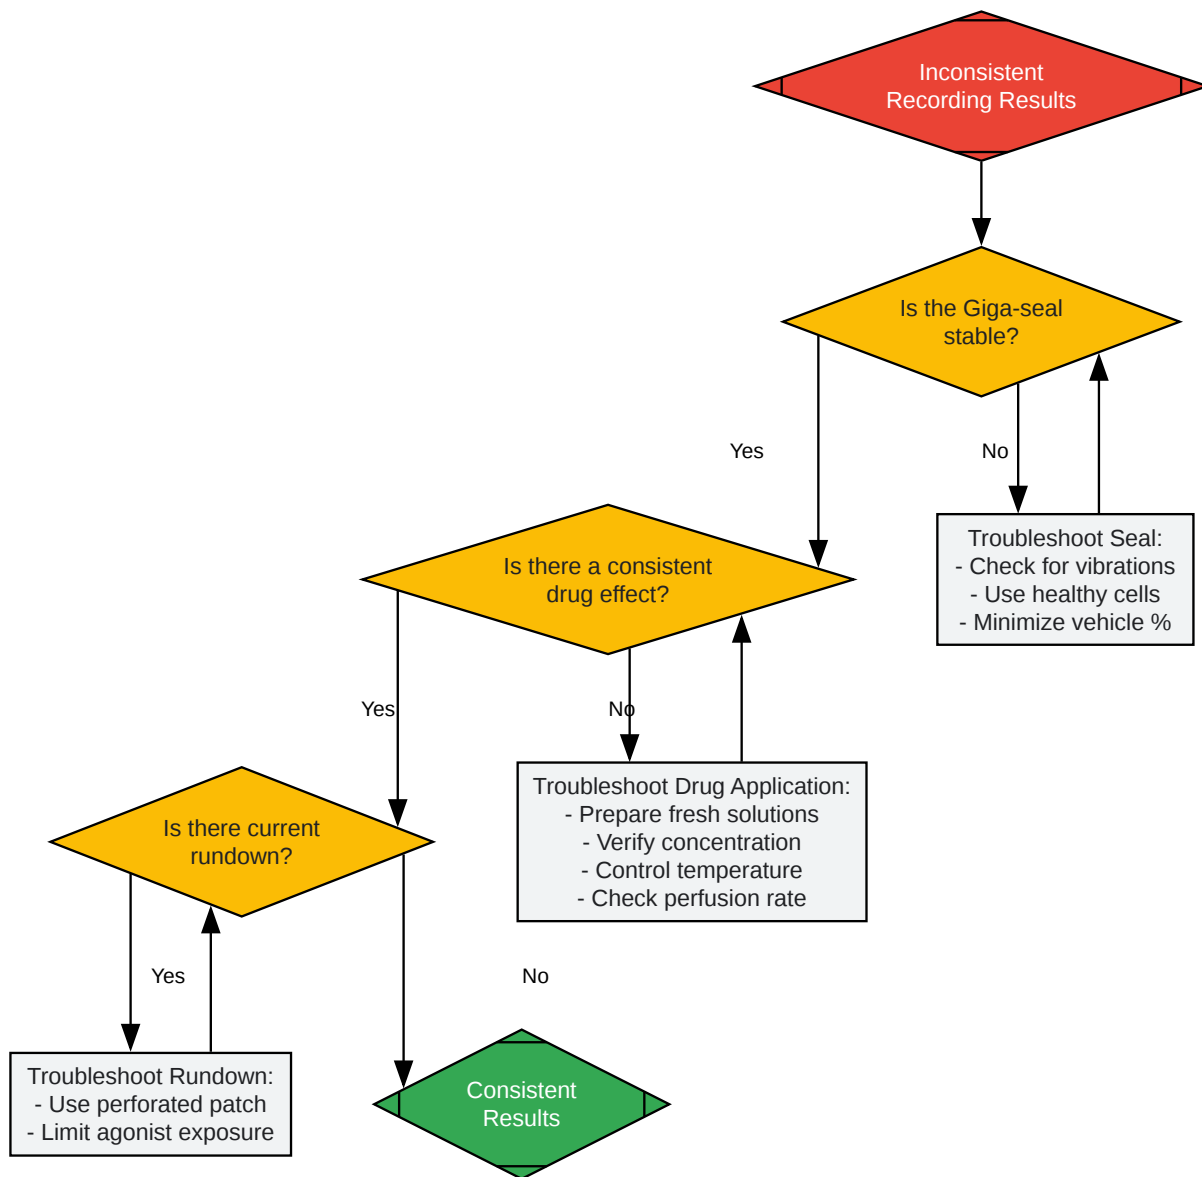 Inconsistent
Recording Results
Is the Giga-seal
stable?
Yes
No
Troubleshoot Seal:
- Check for vibrations
- Use healthy cells
- Minimize vehicle %
Is there a consistent
drug effect?
Yes
No
Troubleshoot Drug Application:
- Prepare fresh solutions
- Verify concentration
- Control temperature
- Check perfusion rate
Is there current
rundown?
Yes
No
Troubleshoot Rundown:
- Use perforated patch
- Limit agonist exposure
Consistent
Results